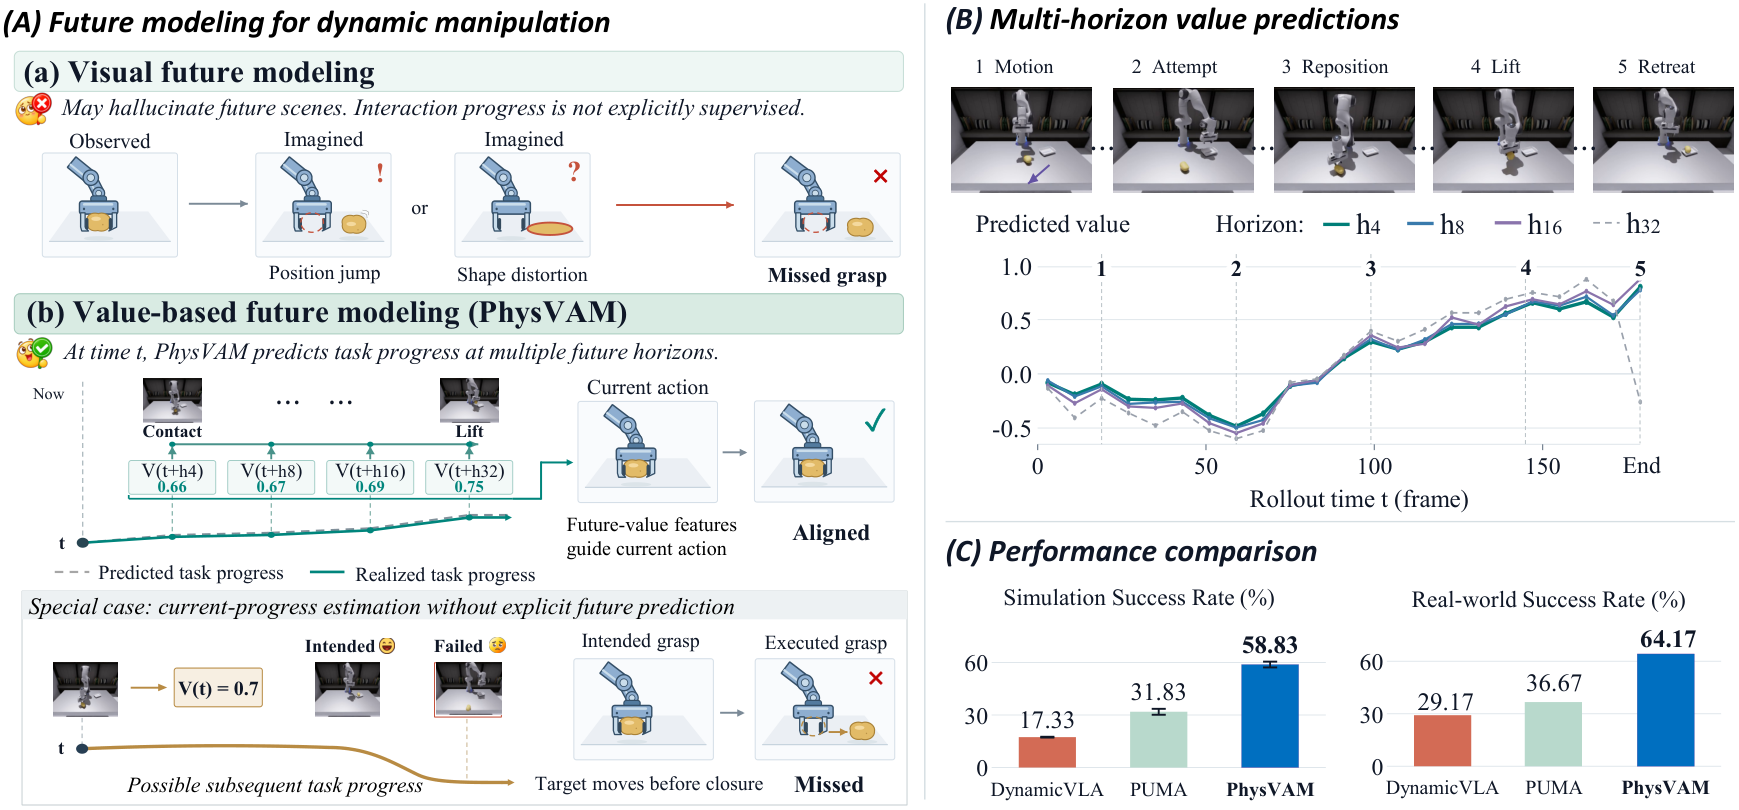 (A) Future modeling for dynamic manipulation
(a) Visual future modeling
May hallucinate future scenes. Interaction progress is not explicitly supervised.
Observed
Imagined
Imagined
!
?
or
Position jump
Shape distortion
Missed grasp
(b) Value-based future modeling (PhysVAM)
At time t, PhysVAM predicts task progress at multiple future horizons.
Now
... ...
Contact
Lift
V(t+h4)
0.66
V(t+h8)
0.67
V(t+h16)
0.69
V(t+h32)
0.75
t
Predicted task progress
Realized task progress
Current action
Future-value features
guide current action
Aligned
Special case: current-progress estimation without explicit future prediction
Intended
Failed
V(t) = 0.7
t
Possible subsequent task progress
Intended grasp
Executed grasp
Target moves before closure
Missed
(B) Multi-horizon value predictions
1 Motion
2 Attempt
3 Reposition
4 Lift
5 Retreat
... ... ... ...
Predicted value
Horizon: h4 h8 h16 h32
1.0
0.5
0.0
-0.5
1 2 3 4 5
0 50 100 150 End
Rollout time t (frame)
(C) Performance comparison
Simulation Success Rate (%)
60
30
0
17.33
31.83
58.83
DynamicVLA PUMA PhysVAM
Real-world Success Rate (%)
60
30
0
29.17
36.67
64.17
DynamicVLA PUMA PhysVAM